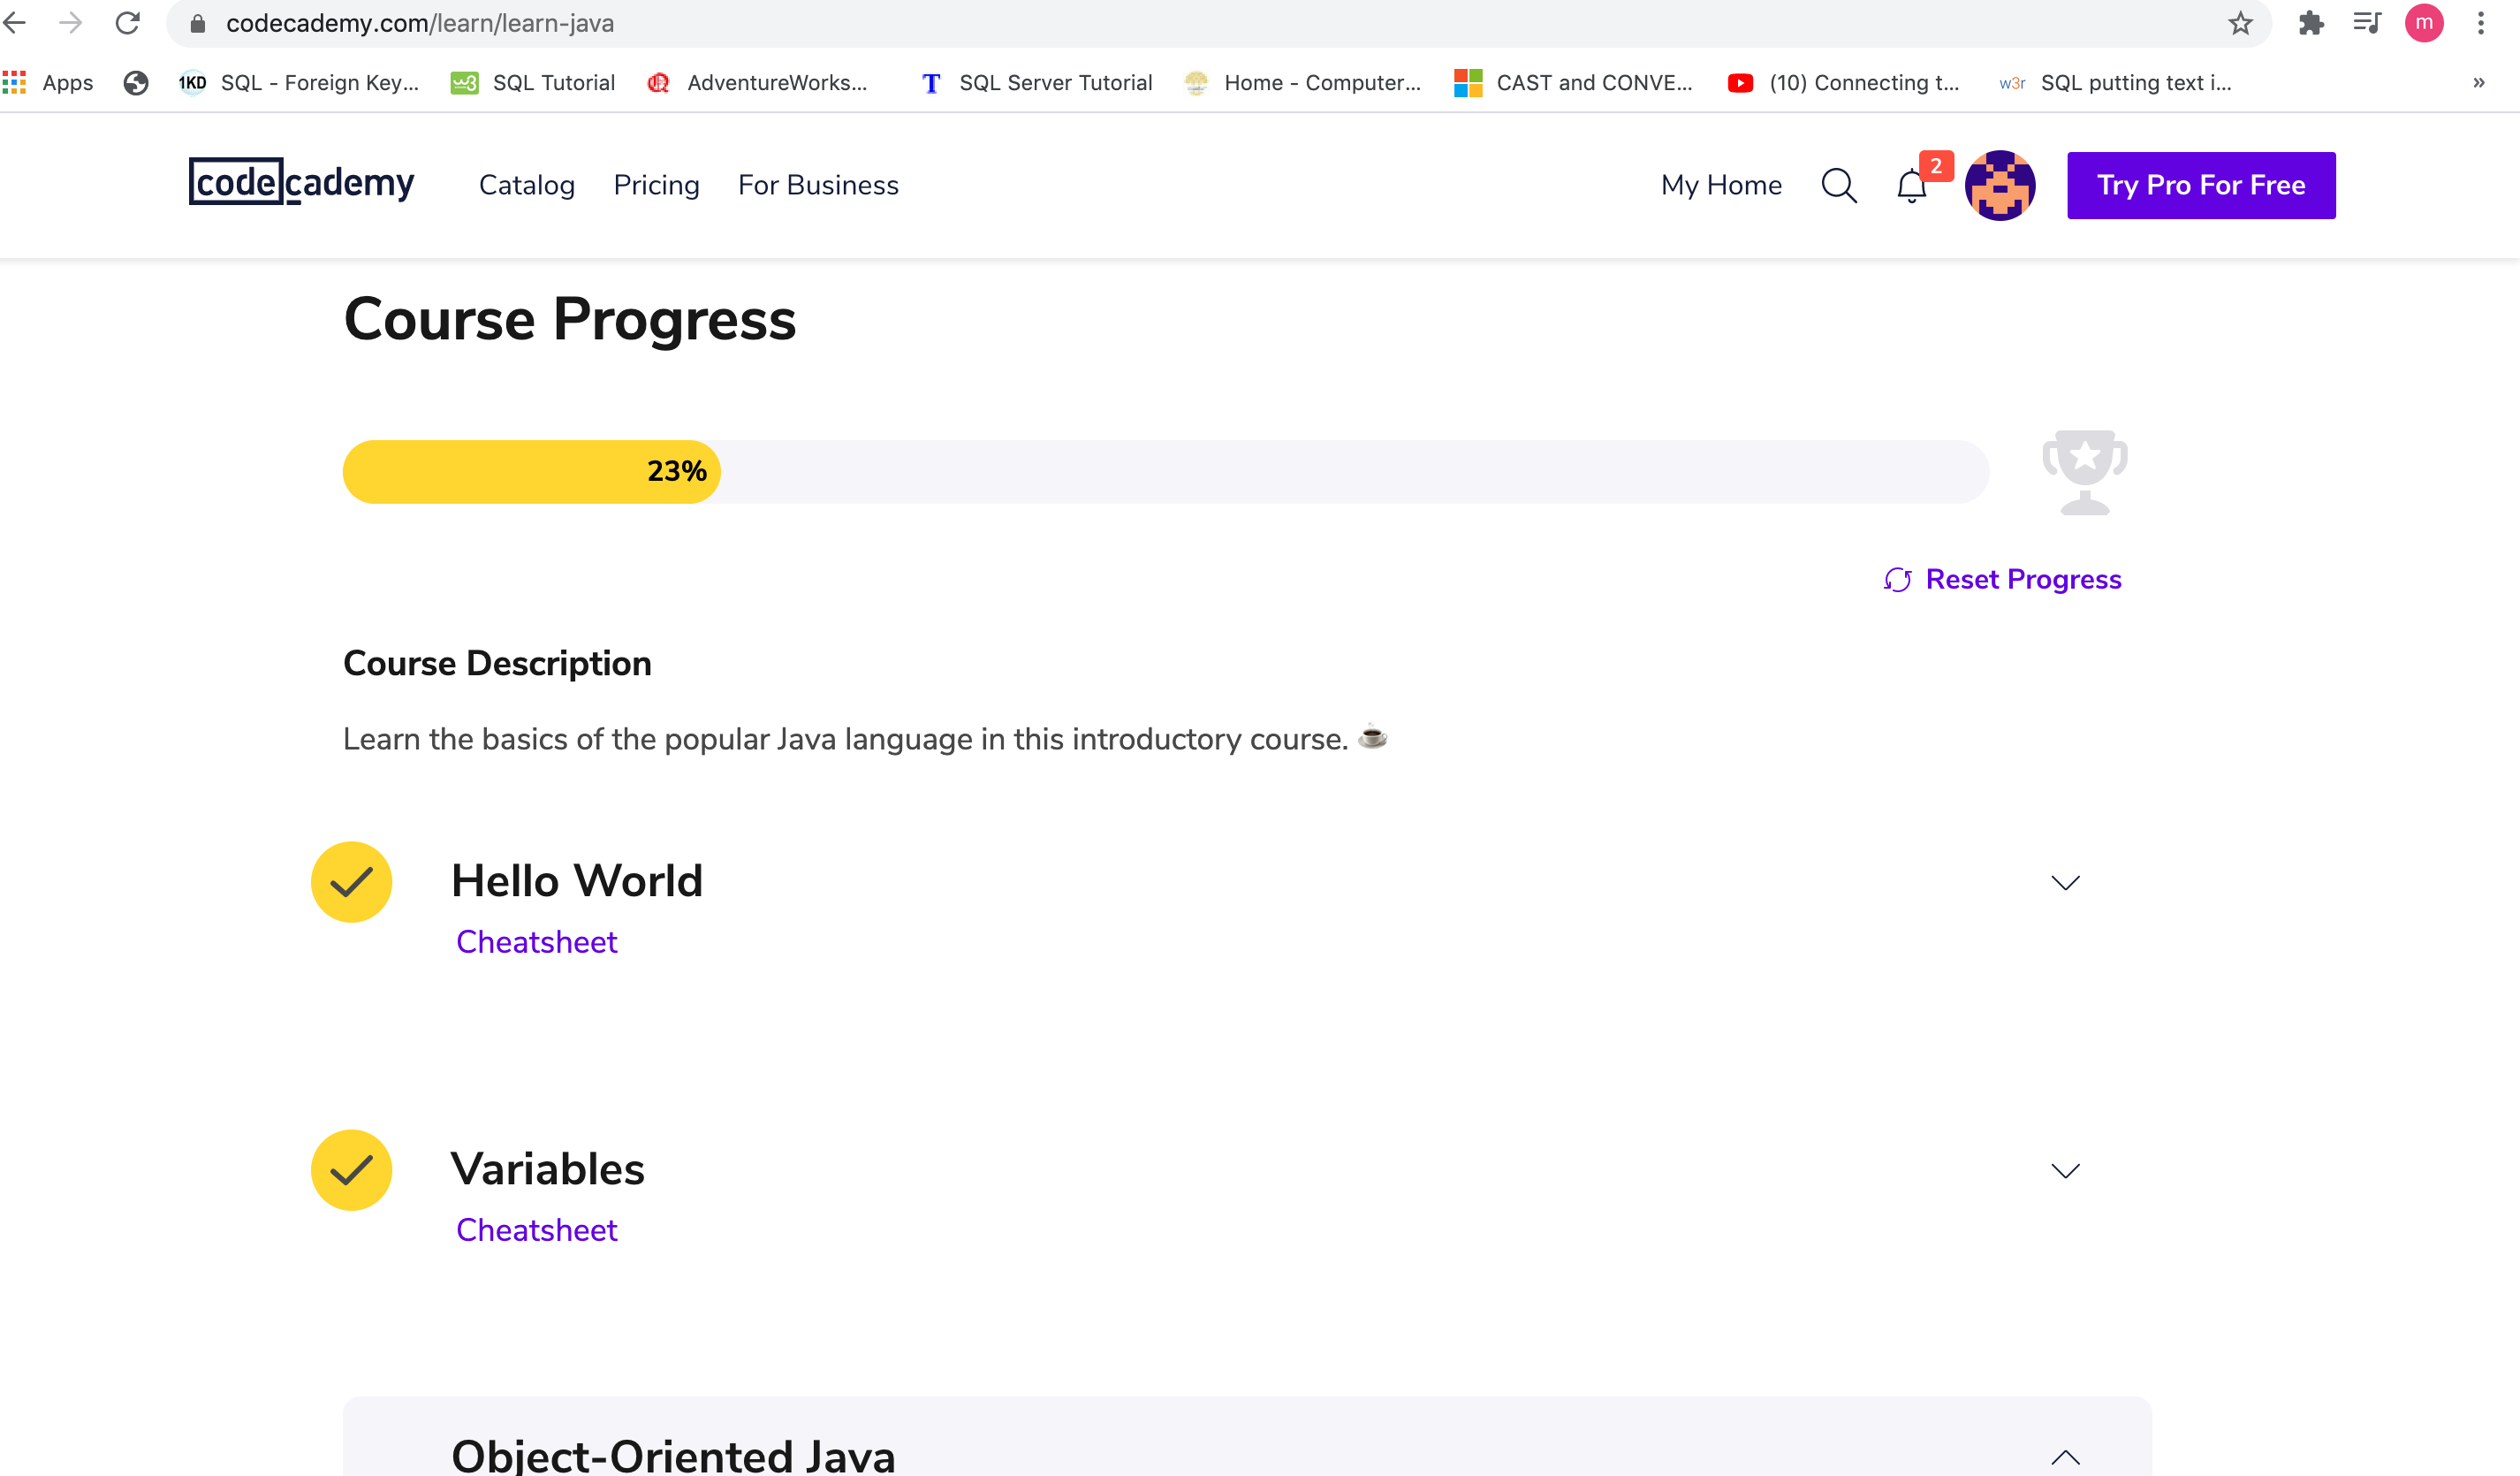 codecademy.com/learn/learn-java
m
Apps
1KD SQL - Foreign Key...
w3 SQL Tutorial
AdventureWorks...
T SQL Server Tutorial
Home - Computer...
CAST and CONVE...
(10) Connecting t...
w3r SQL putting text i...
»
codecademy
Catalog
Pricing
For Business
My Home
2
Try Pro For Free
Course Progress
23%
Reset Progress
Course Description
Learn the basics of the popular Java language in this introductory course. ☕
Hello World
Cheatsheet
Variables
Cheatsheet
Object-Oriented Java